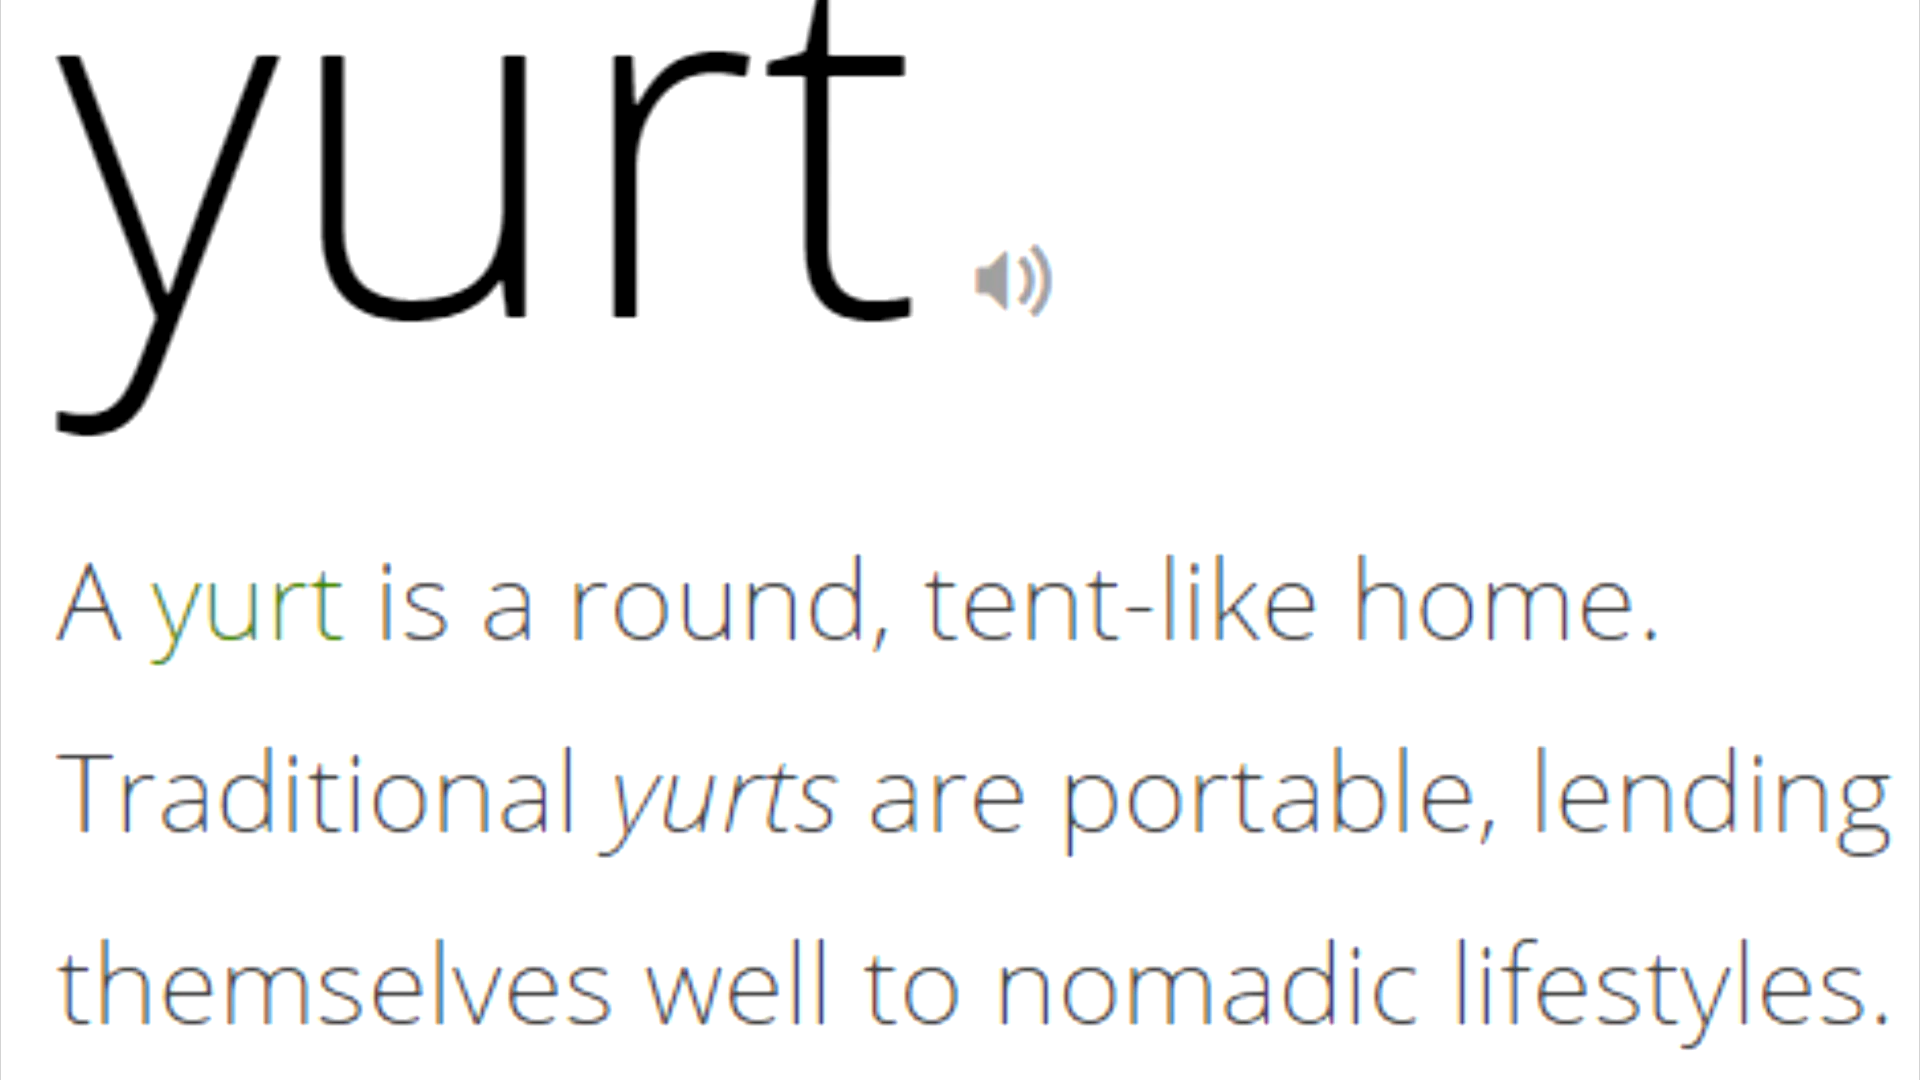 yurt
A yurt is a round, tent-like home.
Traditional yurts are portable, lending
themselves well to nomadic lifestyles.